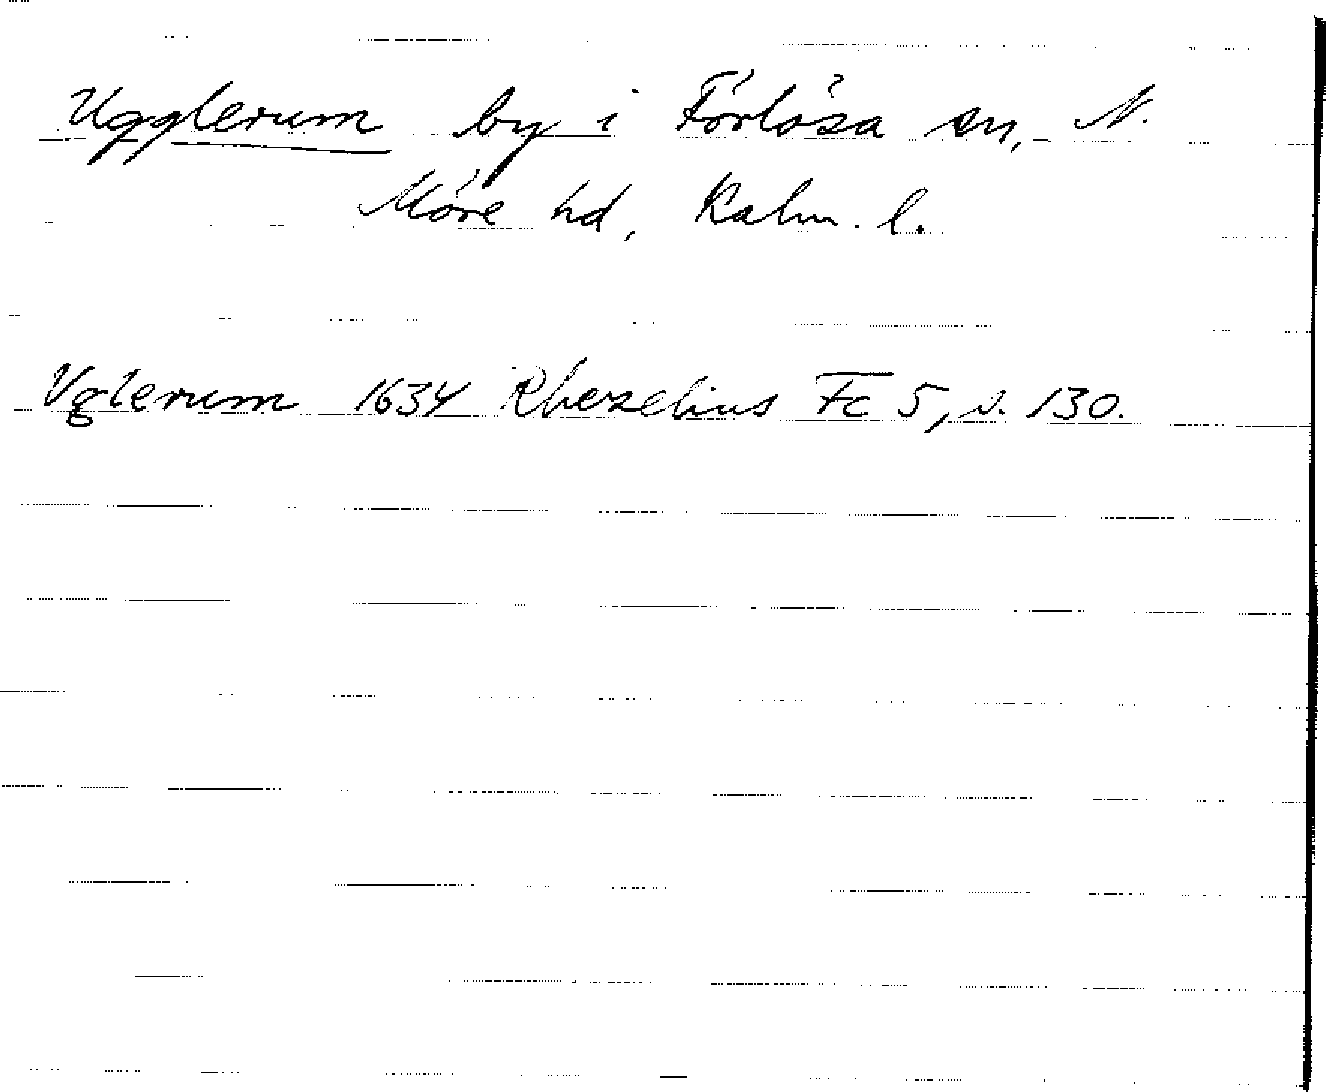 Ugglerum by i Förlösa sn, N.
Möre hd, Kalm. l.
Vglerum 1634 Rhezelius Fc 5, s. 130.